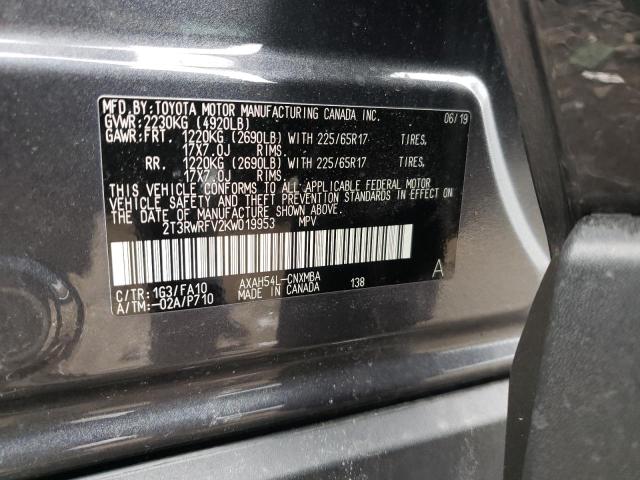 MFD.BY:TOYOTA MOTOR MANUFACTURING CANADA INC. 06/19
GVWR:2230KG (4920LB)
GAWR:FRT. 1220KG (2690LB) WITH 225/65R17 TIRES,
17X7.0J RIMS.
RR. 1220KG (2690LB) WITH 225/65R17 TIRES,
17X7.0J RIMS.
THIS VEHICLE CONFORMS TO ALL APPLICABLE FEDERAL MOTOR
VEHICLE SAFETY AND THEFT PREVENTION STANDARDS IN EFFECT
ON THE DATE OF MANUFACTURE SHOWN ABOVE.
2T3RWRFV2KW019953 MPV
C/TR:1G3/FA10 AXAH54L-CNXMBA 138 A
A/TM:-02A/P710 MADE IN CANADA